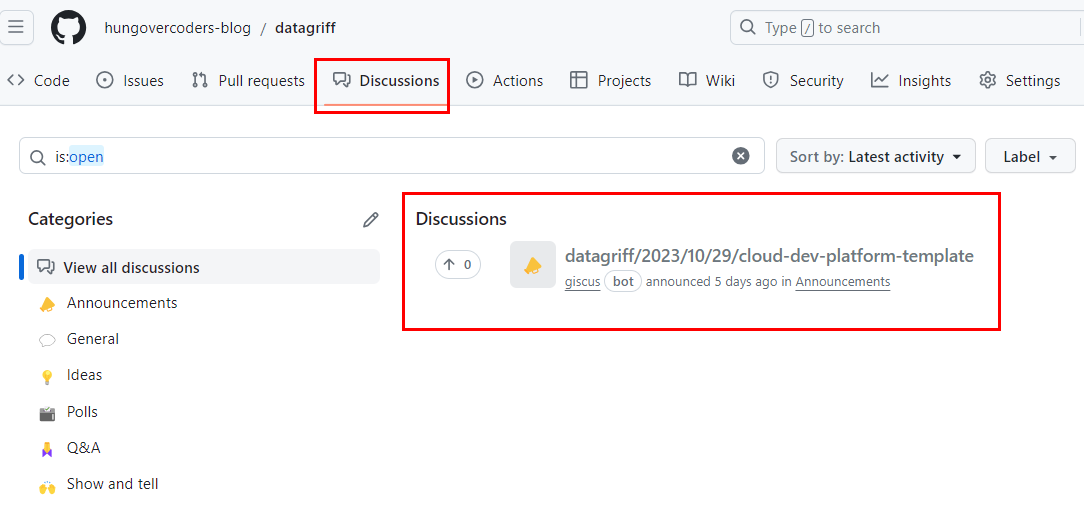 hungovercoders-blog / datagriff
Type / to search
Code Issues Pull requests Discussions Actions Projects Wiki Security Insights Settings
is:open
Sort by: Latest activity
Label
Categories
View all discussions
Announcements
General
Ideas
Polls
Q&A
Show and tell
Discussions
0
datagriff/2023/10/29/cloud-dev-platform-template
giscus bot announced 5 days ago in Announcements